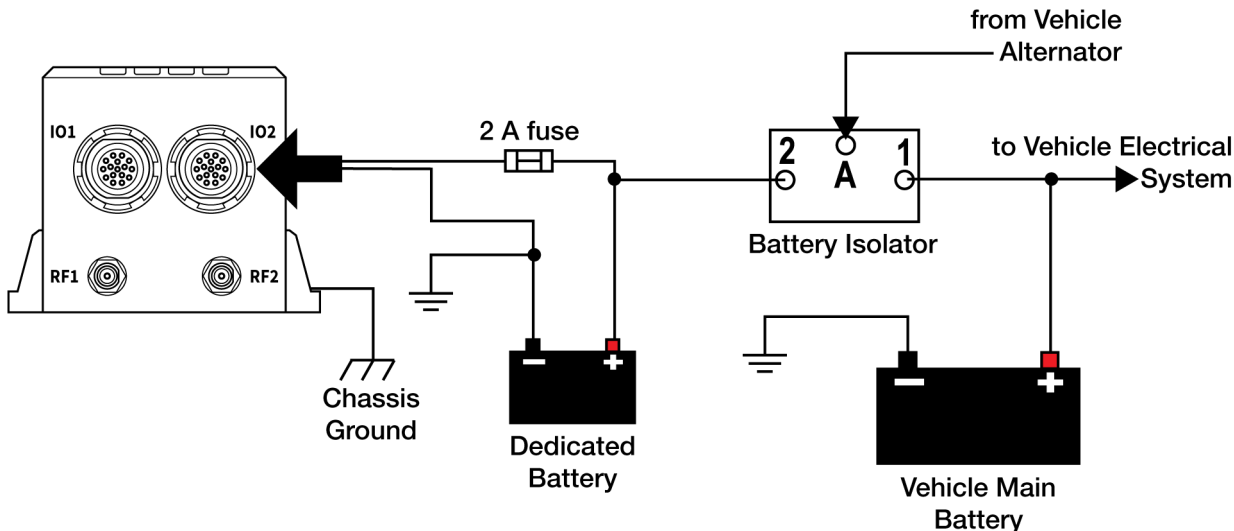 from Vehicle
Alternator
IO1
IO2
2 A fuse
2
A
1
to Vehicle Electrical
System
Battery Isolator
RF1
RF2
Chassis
Ground
Dedicated
Battery
Vehicle Main
Battery